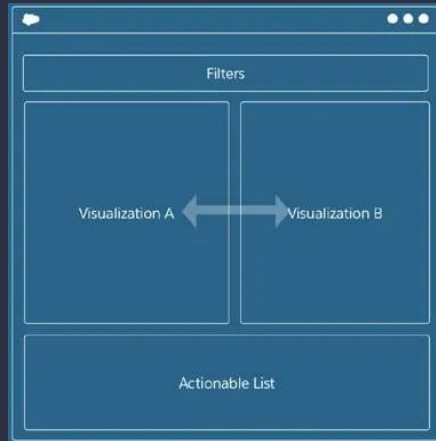 Filters
Visualization A
Visualization B
Actionable List